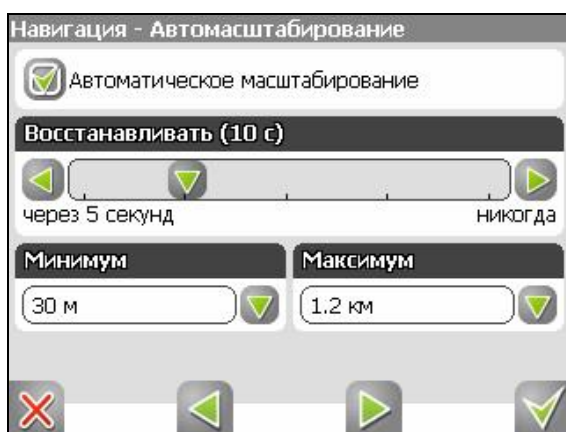 Навигация - Автомасштабирование
Автоматическое масштабирование
Восстанавливать (10 с)
через 5 секунд никогда
Минимум Максимум
30 м 1.2 км